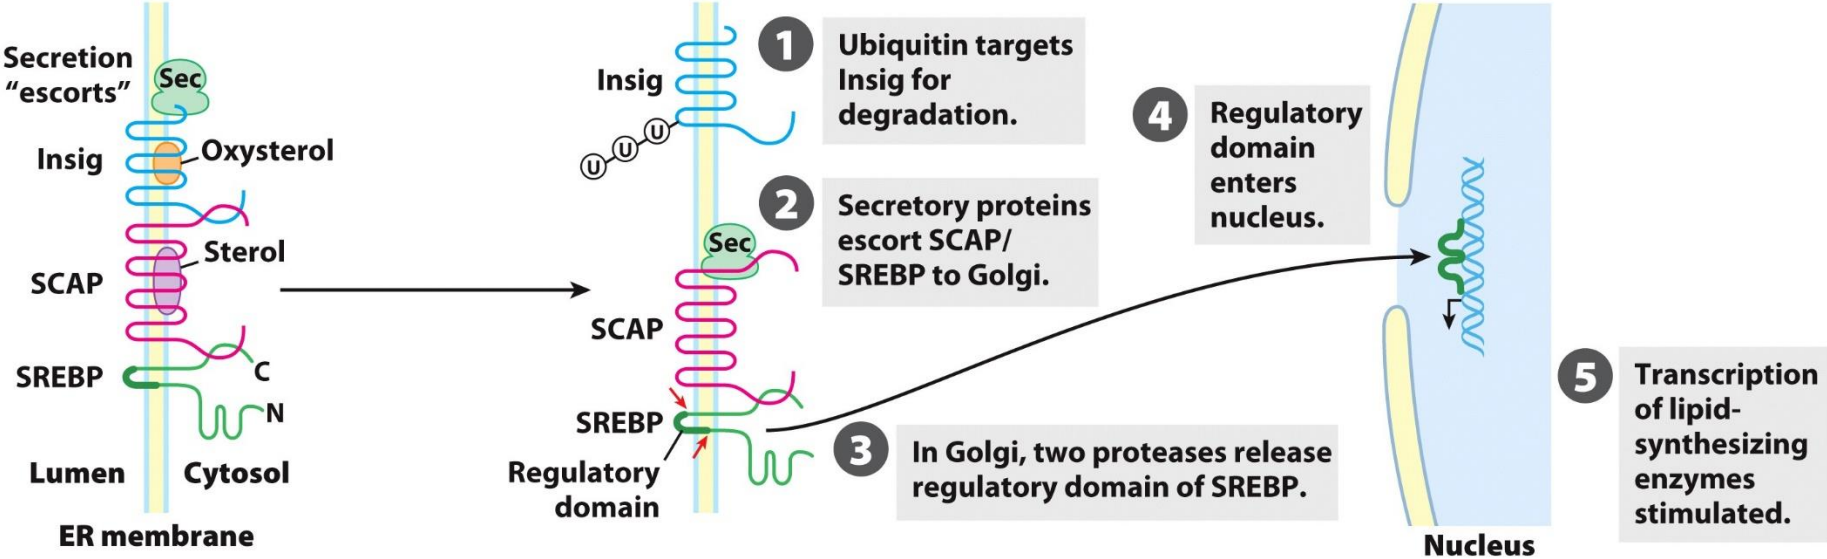 Secretion
“escorts”
Sec
Insig
Oxysterol
SCAP
Sterol
SREBP
C
N
Lumen
Cytosol
ER membrane
Insig
U
U
U
1
Ubiquitin targets
Insig for
degradation.
2
Secretory proteins
escort SCAP/
SREBP to Golgi.
Sec
SCAP
SREBP
Regulatory
domain
3
In Golgi, two proteases release
regulatory domain of SREBP.
4
Regulatory
domain
enters
nucleus.
Nucleus
5
Transcription
of lipid-
synthesizing
enzymes
stimulated.